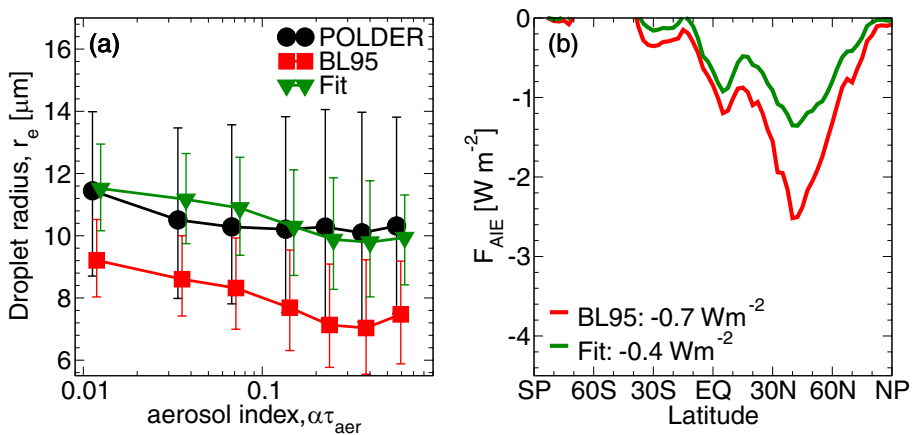 (a)
POLDER
BL95
Fit
16
14
12
10
8
6
Droplet radius, r_e [μm]
0.01
0.1
aerosol index,ατ_aer
(b)
0
-1
-2
-3
-4
F_AIE [W m⁻²]
BL95: -0.7 Wm⁻²
Fit: -0.4 Wm⁻²
SP 60S 30S EQ 30N 60N NP
Latitude